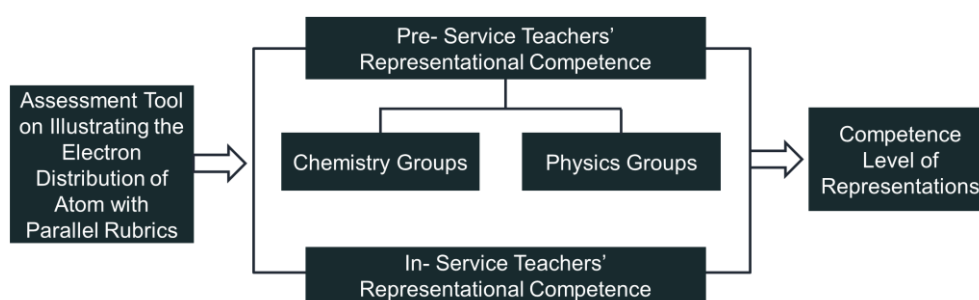 Assessment Tool
on Illustrating the
Electron
Distribution of
Atom with
Parallel Rubrics
Pre- Service Teachers’
Representational Competence
Chemistry Groups
Physics Groups
In- Service Teachers’
Representational Competence
Competence
Level of
Representations